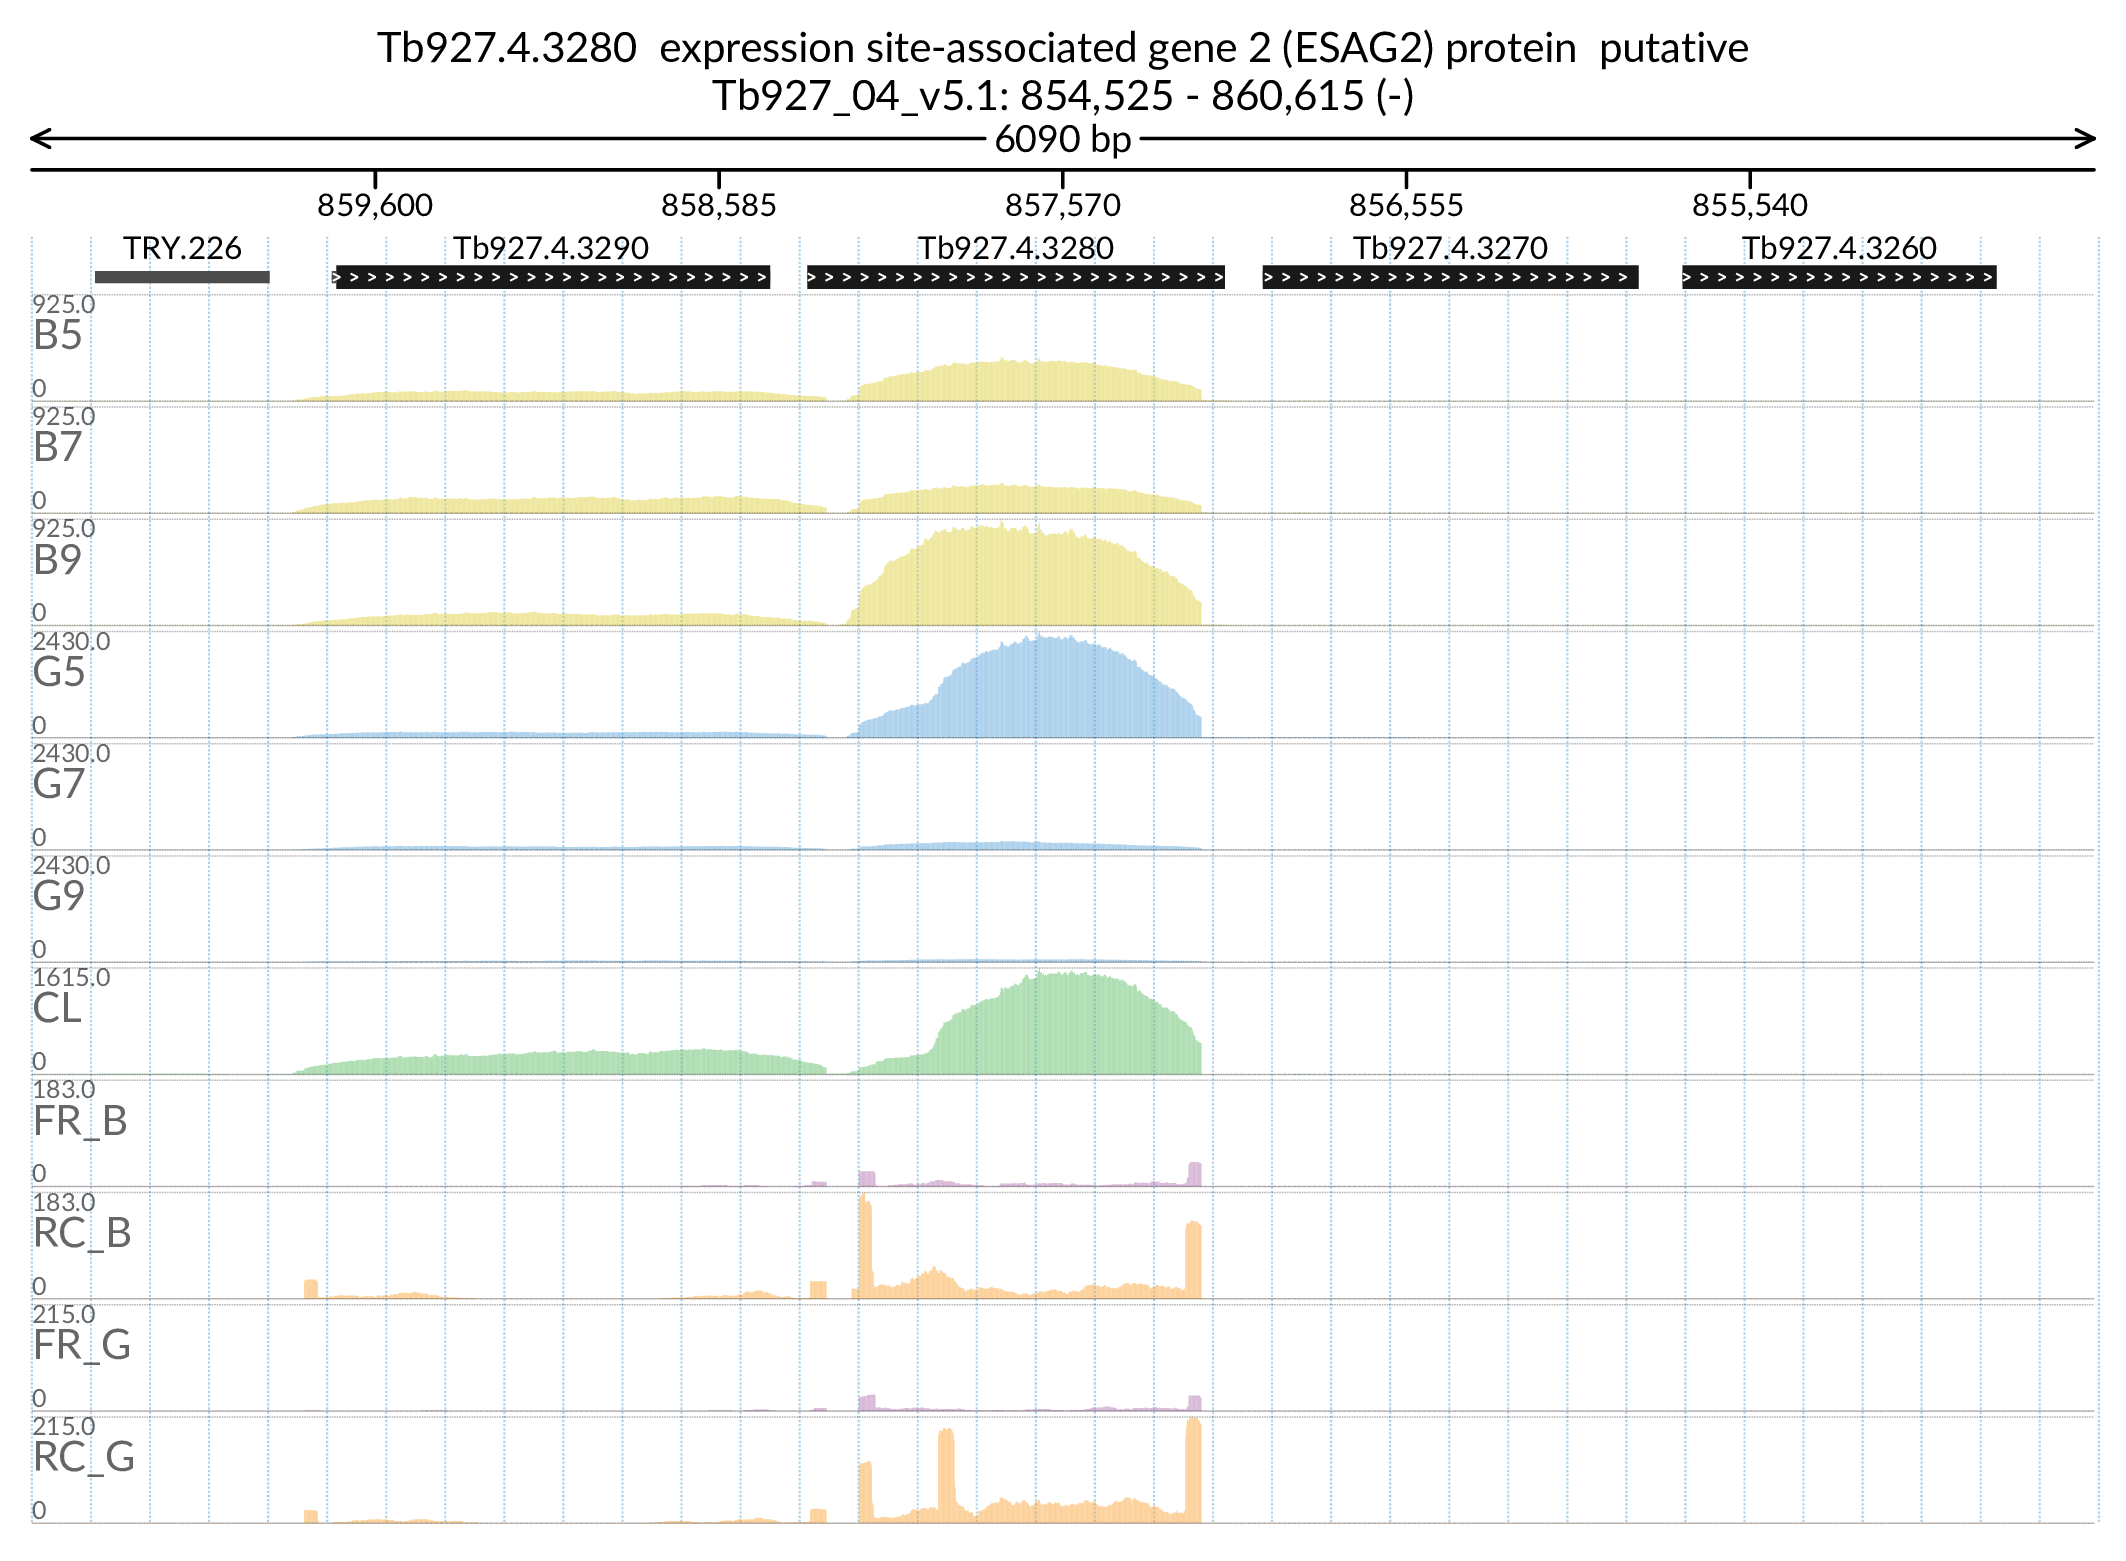 Tb927.4.3280  expression site-associated gene 2 (ESAG2) protein  putative
Tb927_04_v5.1: 854,525 - 860,615 (-)
6090 bp
859,600 858,585 857,570 856,555 855,540
TRY.226 Tb927.4.3290 Tb927.4.3280 Tb927.4.3270 Tb927.4.3260
925.0
B5
0
925.0
B7
0
925.0
B9
0
2430.0
G5
0
2430.0
G7
0
2430.0
G9
0
1615.0
CL
0
183.0
FR_B
0
183.0
RC_B
0
215.0
FR_G
0
215.0
RC_G
0